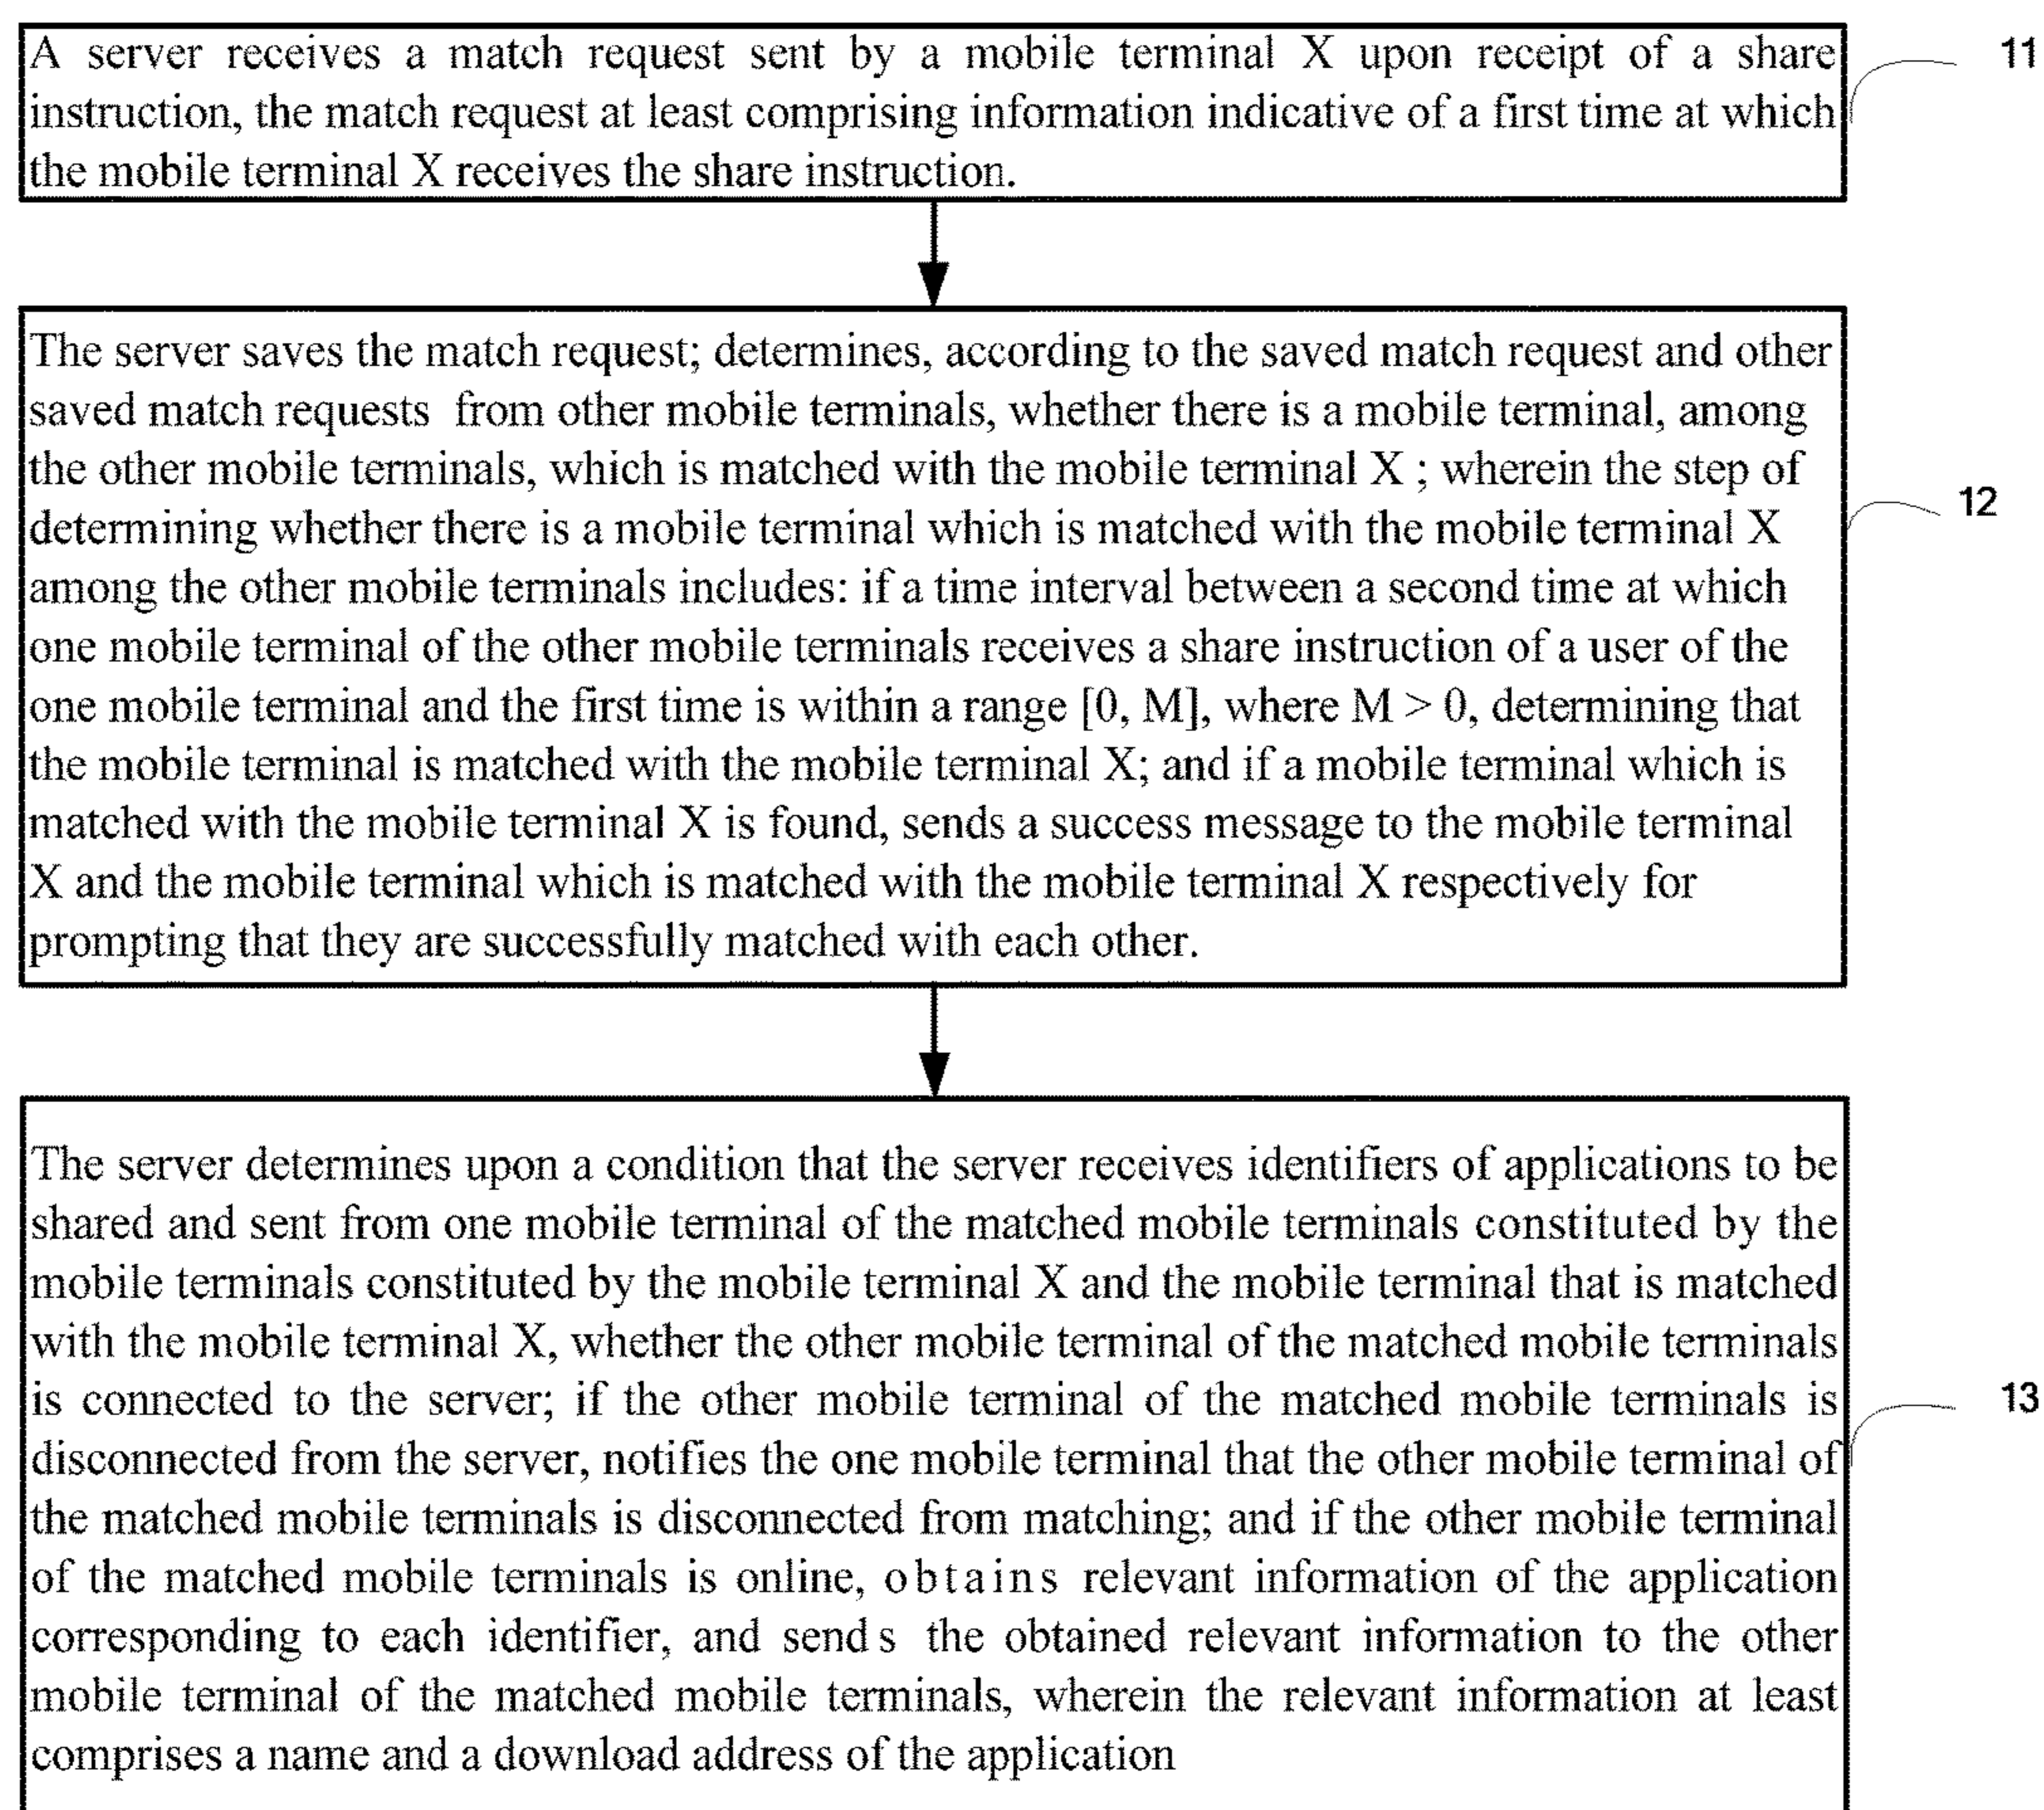 A server receives a match request sent by a mobile terminal X upon receipt of a share
instruction, the match request at least comprising information indicative of a first time at which
the mobile terminal X receives the share instruction.
11
The server saves the match request; determines, according to the saved match request and other
saved match requests from other mobile terminals, whether there is a mobile terminal, among
the other mobile terminals, which is matched with the mobile terminal X ; wherein the step of
determining whether there is a mobile terminal which is matched with the mobile terminal X
among the other mobile terminals includes: if a time interval between a second time at which
one mobile terminal of the other mobile terminals receives a share instruction of a user of the
one mobile terminal and the first time is within a range [0, M], where M > 0, determining that
the mobile terminal is matched with the mobile terminal X; and if a mobile terminal which is
matched with the mobile terminal X is found, sends a success message to the mobile terminal
X and the mobile terminal which is matched with the mobile terminal X respectively for
prompting that they are successfully matched with each other.
12
The server determines upon a condition that the server receives identifiers of applications to be
shared and sent from one mobile terminal of the matched mobile terminals constituted by the
mobile terminals constituted by the mobile terminal X and the mobile terminal that is matched
with the mobile terminal X, whether the other mobile terminal of the matched mobile terminals
is connected to the server; if the other mobile terminal of the matched mobile terminals is
disconnected from the server, notifies the one mobile terminal that the other mobile terminal of
the matched mobile terminals is disconnected from matching; and if the other mobile terminal
of the matched mobile terminals is online, obtains relevant information of the application
corresponding to each identifier, and sends the obtained relevant information to the other
mobile terminal of the matched mobile terminals, wherein the relevant information at least
comprises a name and a download address of the application
13